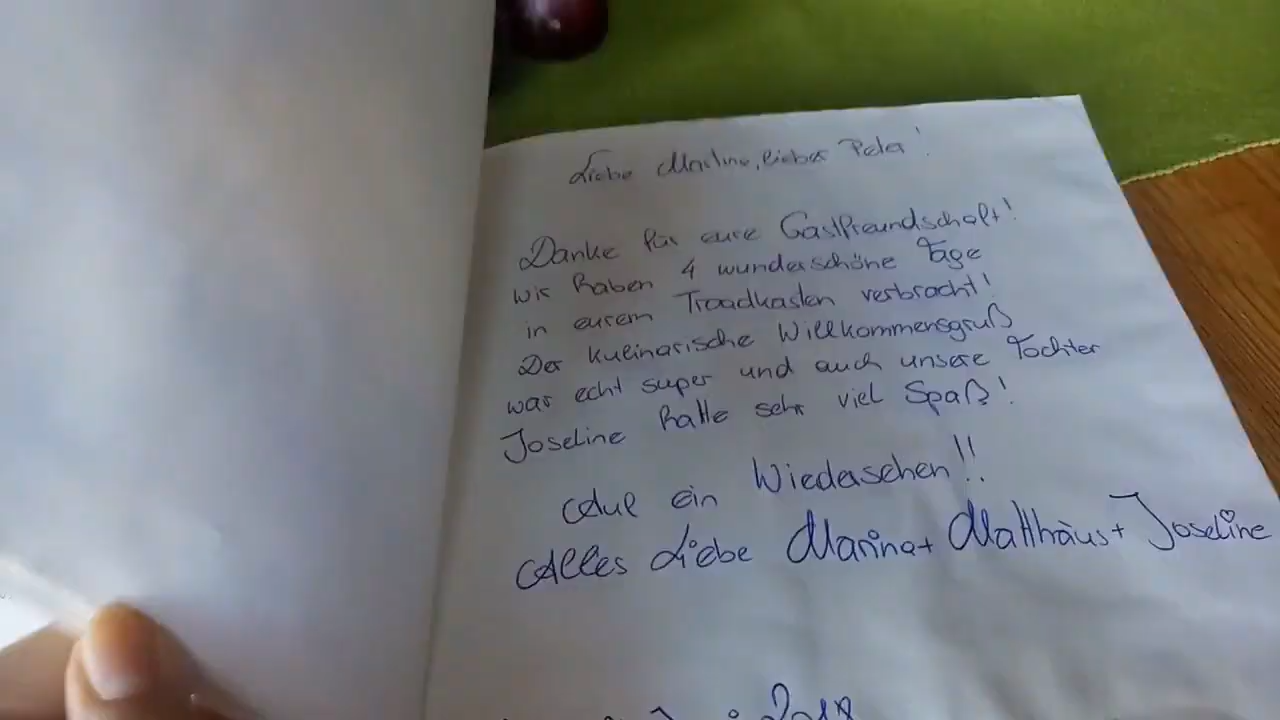 Liebe Martina, lieber Peter!
Danke für eure Gastfreundschaft!
wir haben 4 wunderschöne Tage
in eurem Troadkasten verbracht!
Der kulinarische Willkommensgruß
war echt super und auch unsere Tochter
Joseline hatte sehr viel Spaß!
Auf ein Wiedersehen!!
Alles Liebe Marina+ Matthäus+ Joseline
2018